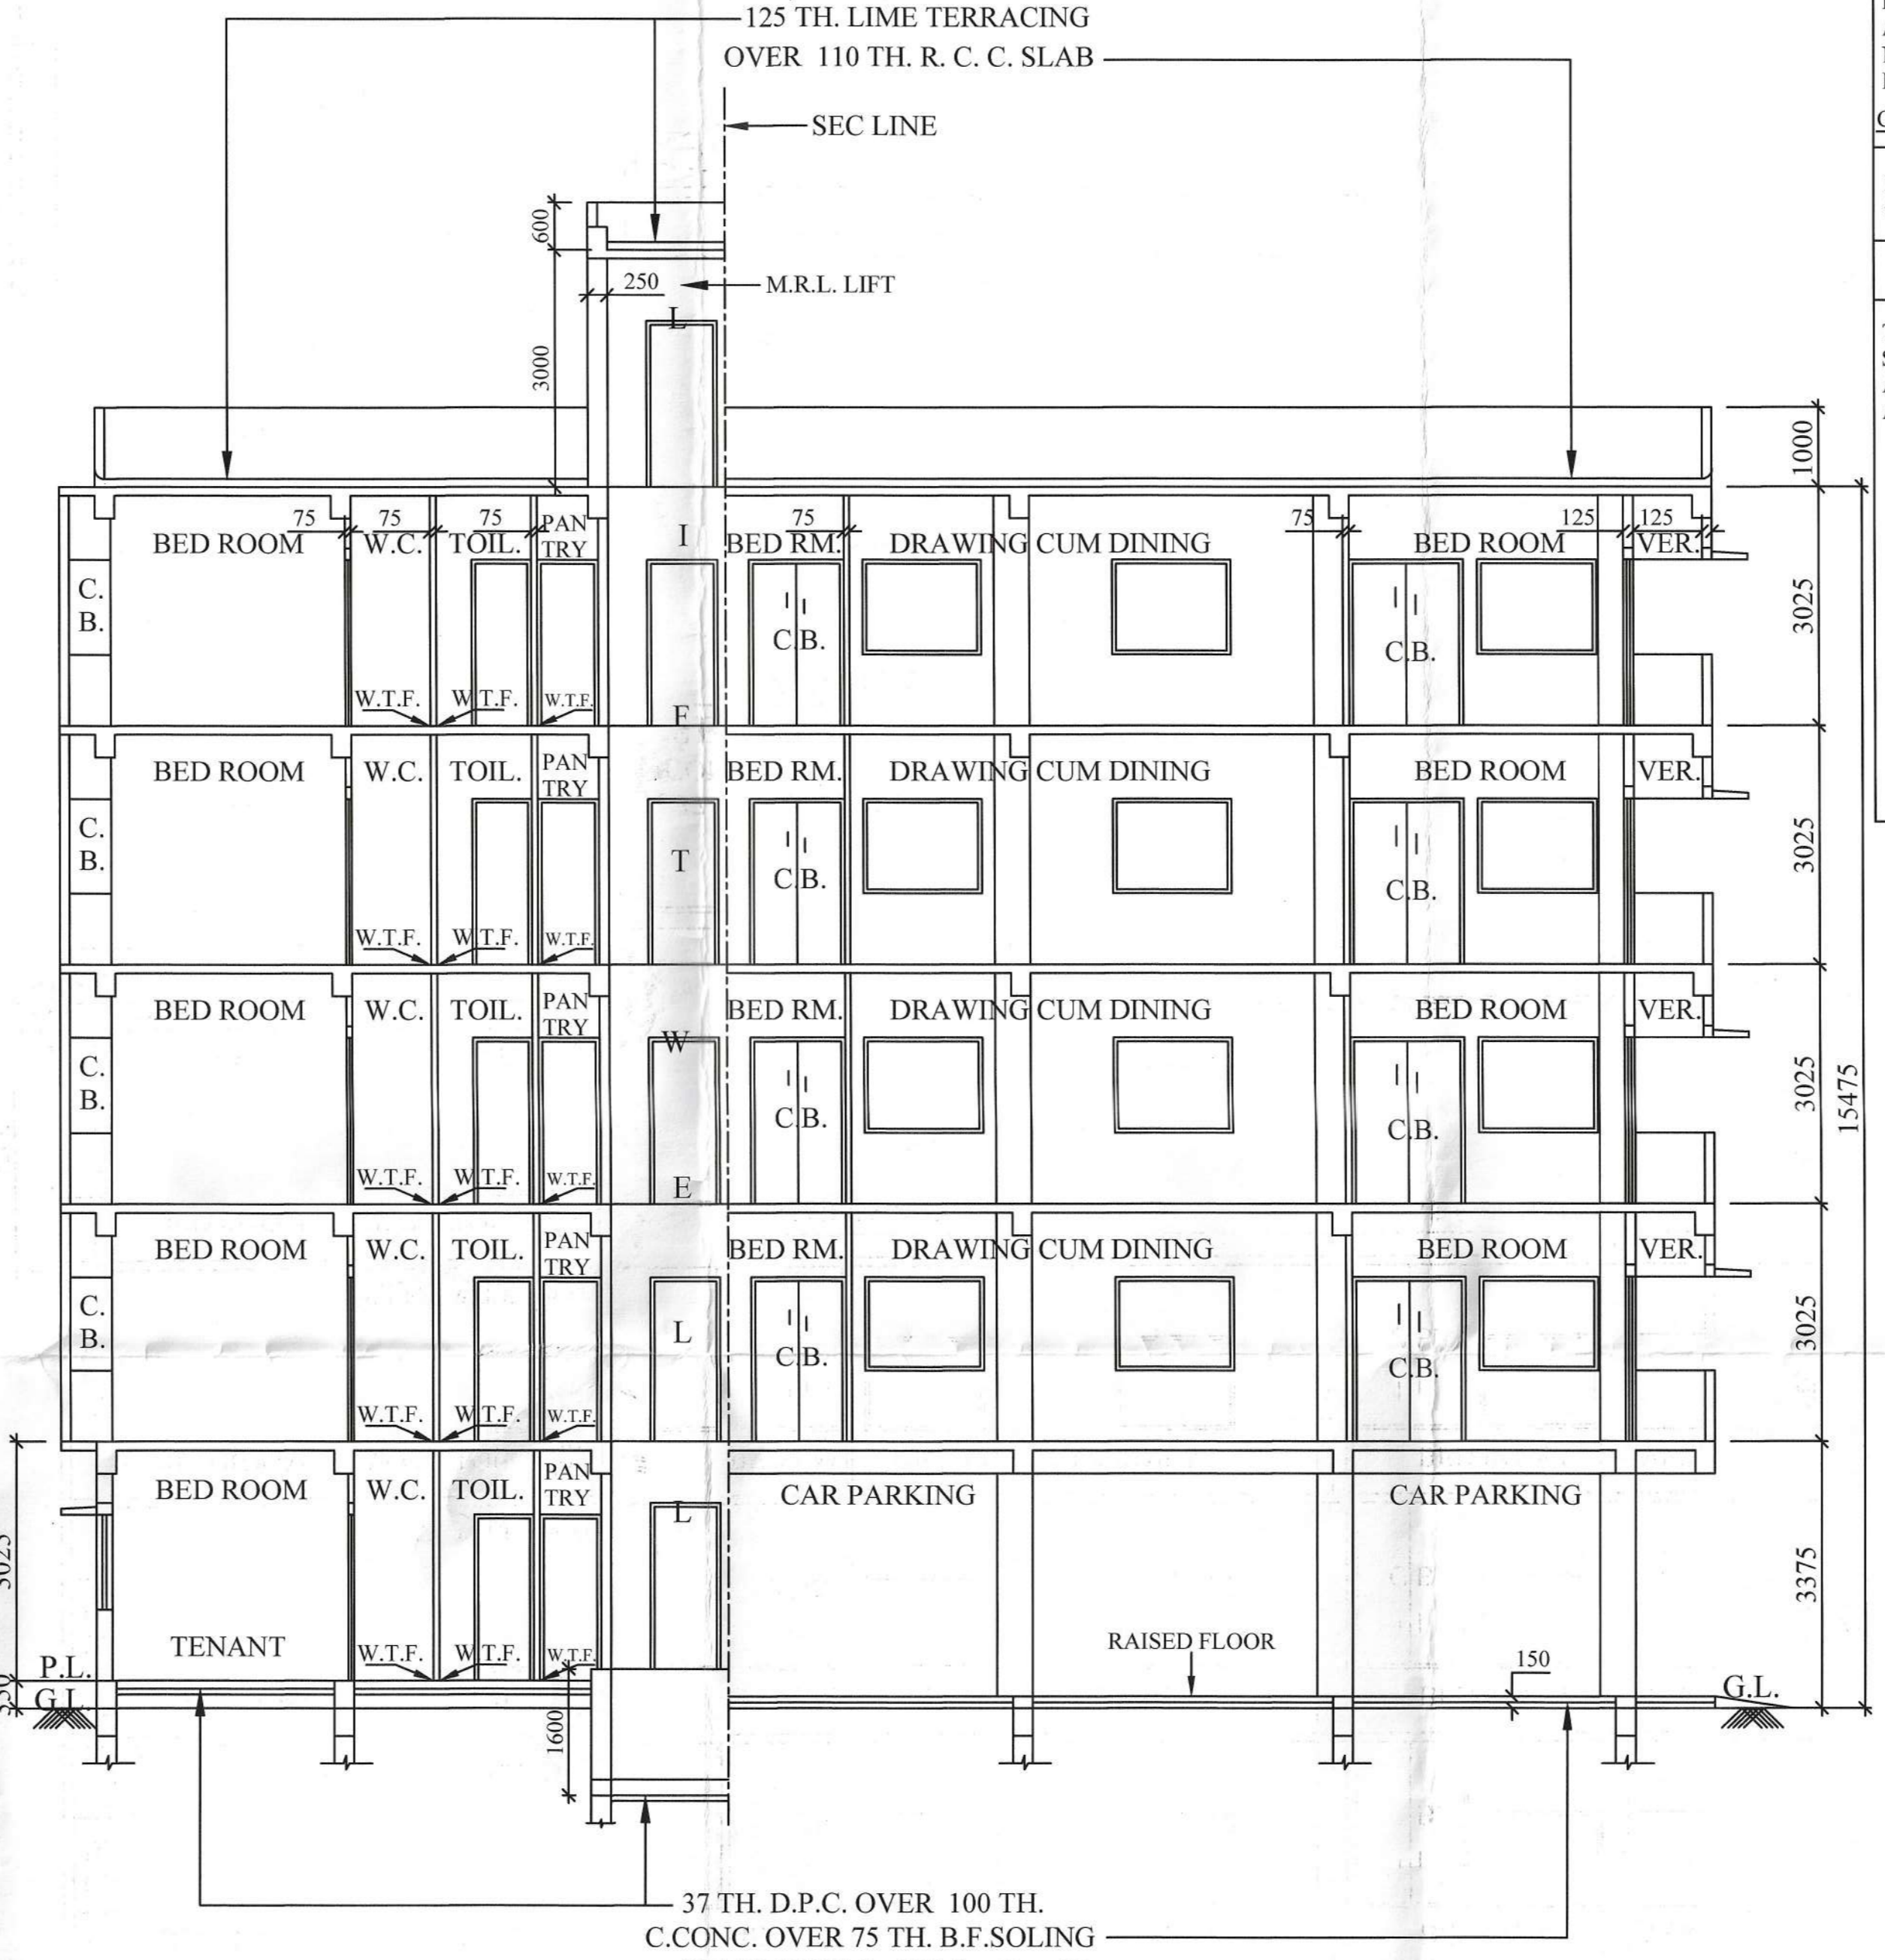 125 TH. LIME TERRACING
OVER 110 TH. R. C. C. SLAB
SEC LINE
600
250
M.R.L. LIFT
3000
L
1000
75 75 75 75 75 125 125
BED ROOM W.C. TOIL. PAN TRY I BED RM. DRAWING CUM DINING BED ROOM VER.
C. B. C.B. C.B. 3025
W.T.F. W.T.F. W.T.F. F
BED ROOM W.C. TOIL. PAN TRY BED RM. DRAWING CUM DINING BED ROOM VER.
C. B. T C.B. C.B. 3025
W.T.F. W.T.F. W.T.F.
BED ROOM W.C. TOIL. PAN TRY BED RM. DRAWING CUM DINING BED ROOM VER.
C. B. W C.B. C.B. 3025
15475
W.T.F. W.T.F. W.T.F. E
BED ROOM W.C. TOIL. PAN TRY BED RM. DRAWING CUM DINING BED ROOM VER.
C. B. L C.B. C.B. 3025
W.T.F. W.T.F. W.T.F.
BED ROOM W.C. TOIL. PAN TRY L CAR PARKING CAR PARKING
3025 3375
TENANT W.T.F. W.T.F. W.T.F. RAISED FLOOR 150
P.L.
G.L. G.L.
1600
37 TH. D.P.C. OVER 100 TH.
C.CONC. OVER 75 TH. B.F.SOLING